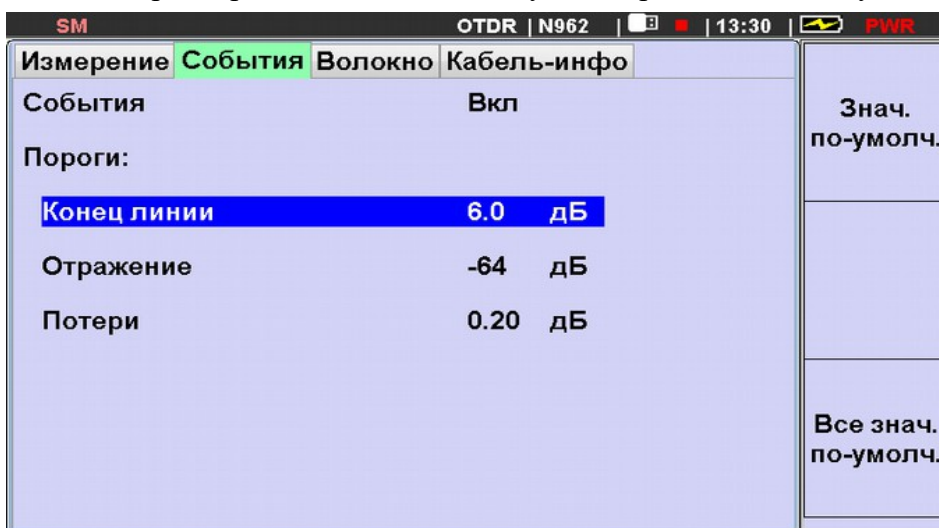 SM OTDR | N962 | | 13:30 | PWR
Измерение События Волокно Кабель-инфо
События Вкл
Пороги:
Конец линии 6.0 дБ
Отражение -64 дБ
Потери 0.20 дБ
Знач.
по-умолч.
Все знач.
по-умолч.